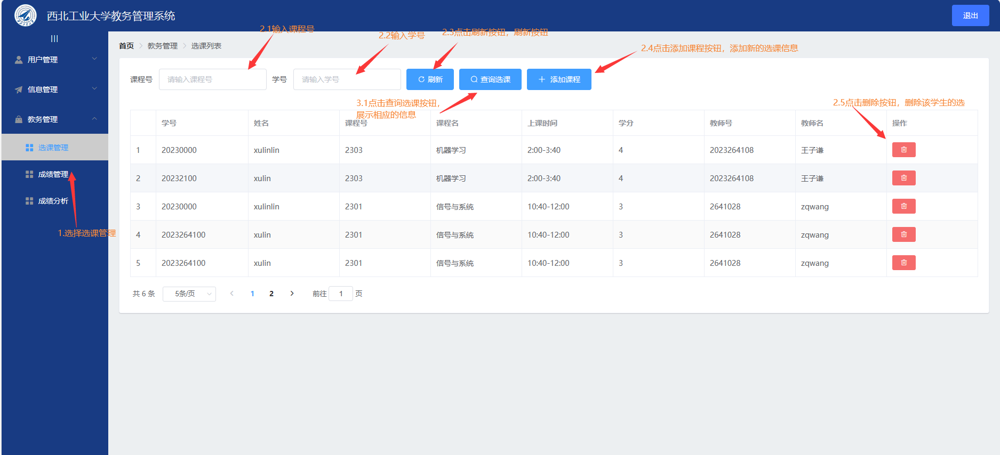 西北工业大学教务管理系统
退出
2.1输入课程号
2.2输入学号
2.3点击刷新按钮，刷新按钮
2.4点击添加课程按钮，添加新的选课信息
首页 教务管理 选课列表
用户管理
信息管理
教务管理
选课管理
成绩管理
成绩分析
1.选择选课管理
课程号 请输入课程号 学号 请输入学号 刷新 查询选课 添加课程
3.1点击查询选课按钮，
展示相应的信息
2.5点击删除按钮，删除该学生的选
学号 姓名 课程号 课程名 上课时间 学分 教师号 教师名 操作
1 20230000 xulinlin 2303 机器学习 2:00-3:40 4 2023264108 王子谦
2 20232100 xulin 2303 机器学习 2:00-3:40 4 2023264108 王子谦
3 20230000 xulinlin 2301 信号与系统 10:40-12:00 3 2641028 zqwang
4 2023264100 xulin 2301 信号与系统 10:40-12:00 3 2641028 zqwang
5 2023264100 xulin 2301 信号与系统 10:40-12:00 3 2641028 zqwang
共 6 条 5条/页 1 2 前往 1 页